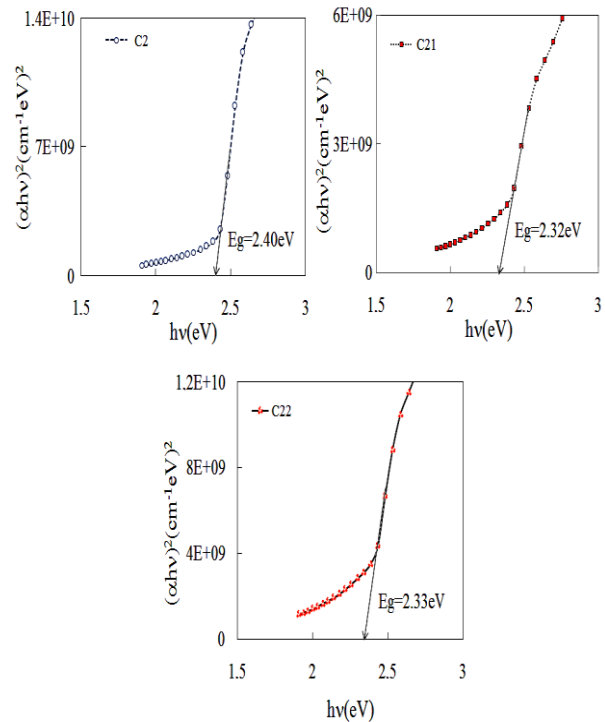 1.4E+10
C2
7E+09
0
(αhν)²(cm⁻¹eV)²
Eg=2.40eV
1.5 2 2.5 3
hν(eV)
6E+09
C21
3E+09
0
(αhν)²(cm⁻¹eV)²
Eg=2.32eV
1.5 2 2.5 3
hν(eV)
1.2E+10
C22
8E+09
4E+09
0
(αhν)²(cm⁻¹eV)²
Eg=2.33eV
1.5 2 2.5 3
hν(eV)